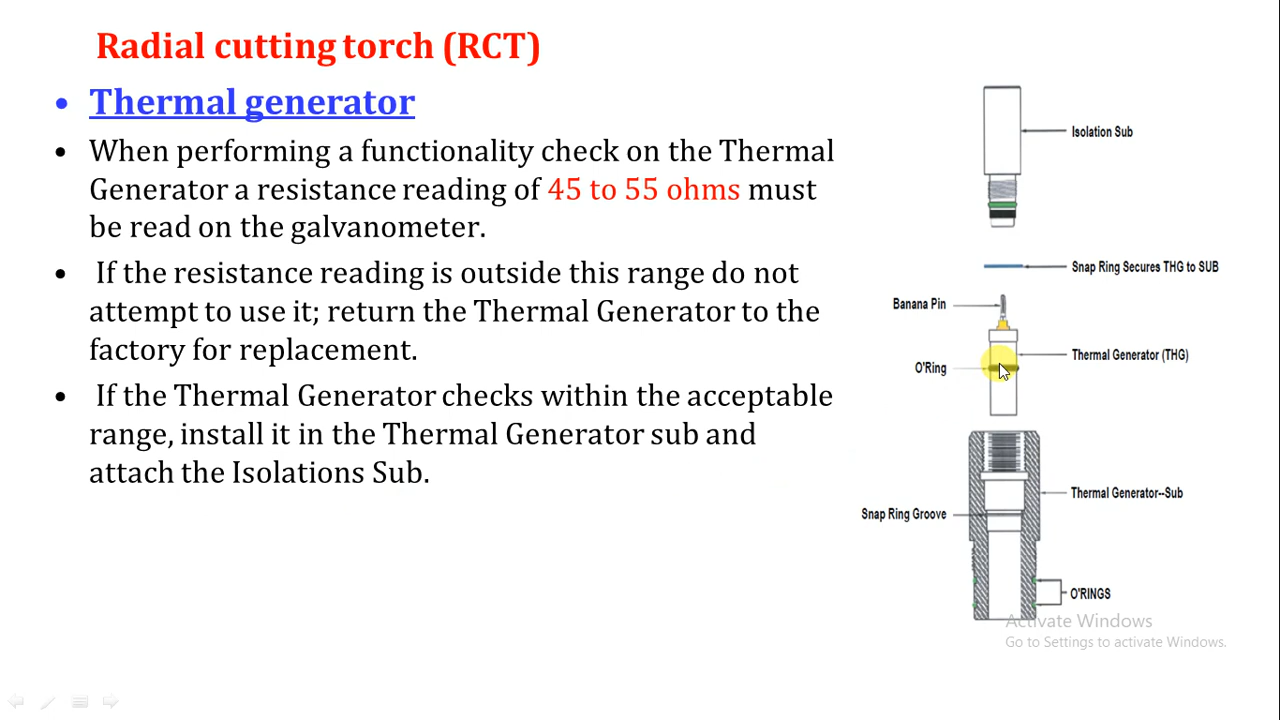 Radial cutting torch (RCT)
• Thermal generator
• When performing a functionality check on the Thermal
Generator a resistance reading of 45 to 55 ohms must
be read on the galvanometer.
• If the resistance reading is outside this range do not
attempt to use it; return the Thermal Generator to the
factory for replacement.
• If the Thermal Generator checks within the acceptable
range, install it in the Thermal Generator sub and
attach the Isolations Sub.
Isolation Sub
Snap Ring Secures THG to SUB
Banana Pin
Thermal Generator (THG)
O'Ring
Thermal Generator--Sub
Snap Ring Groove
O'RINGS
Activate Windows
Go to Settings to activate Windows.